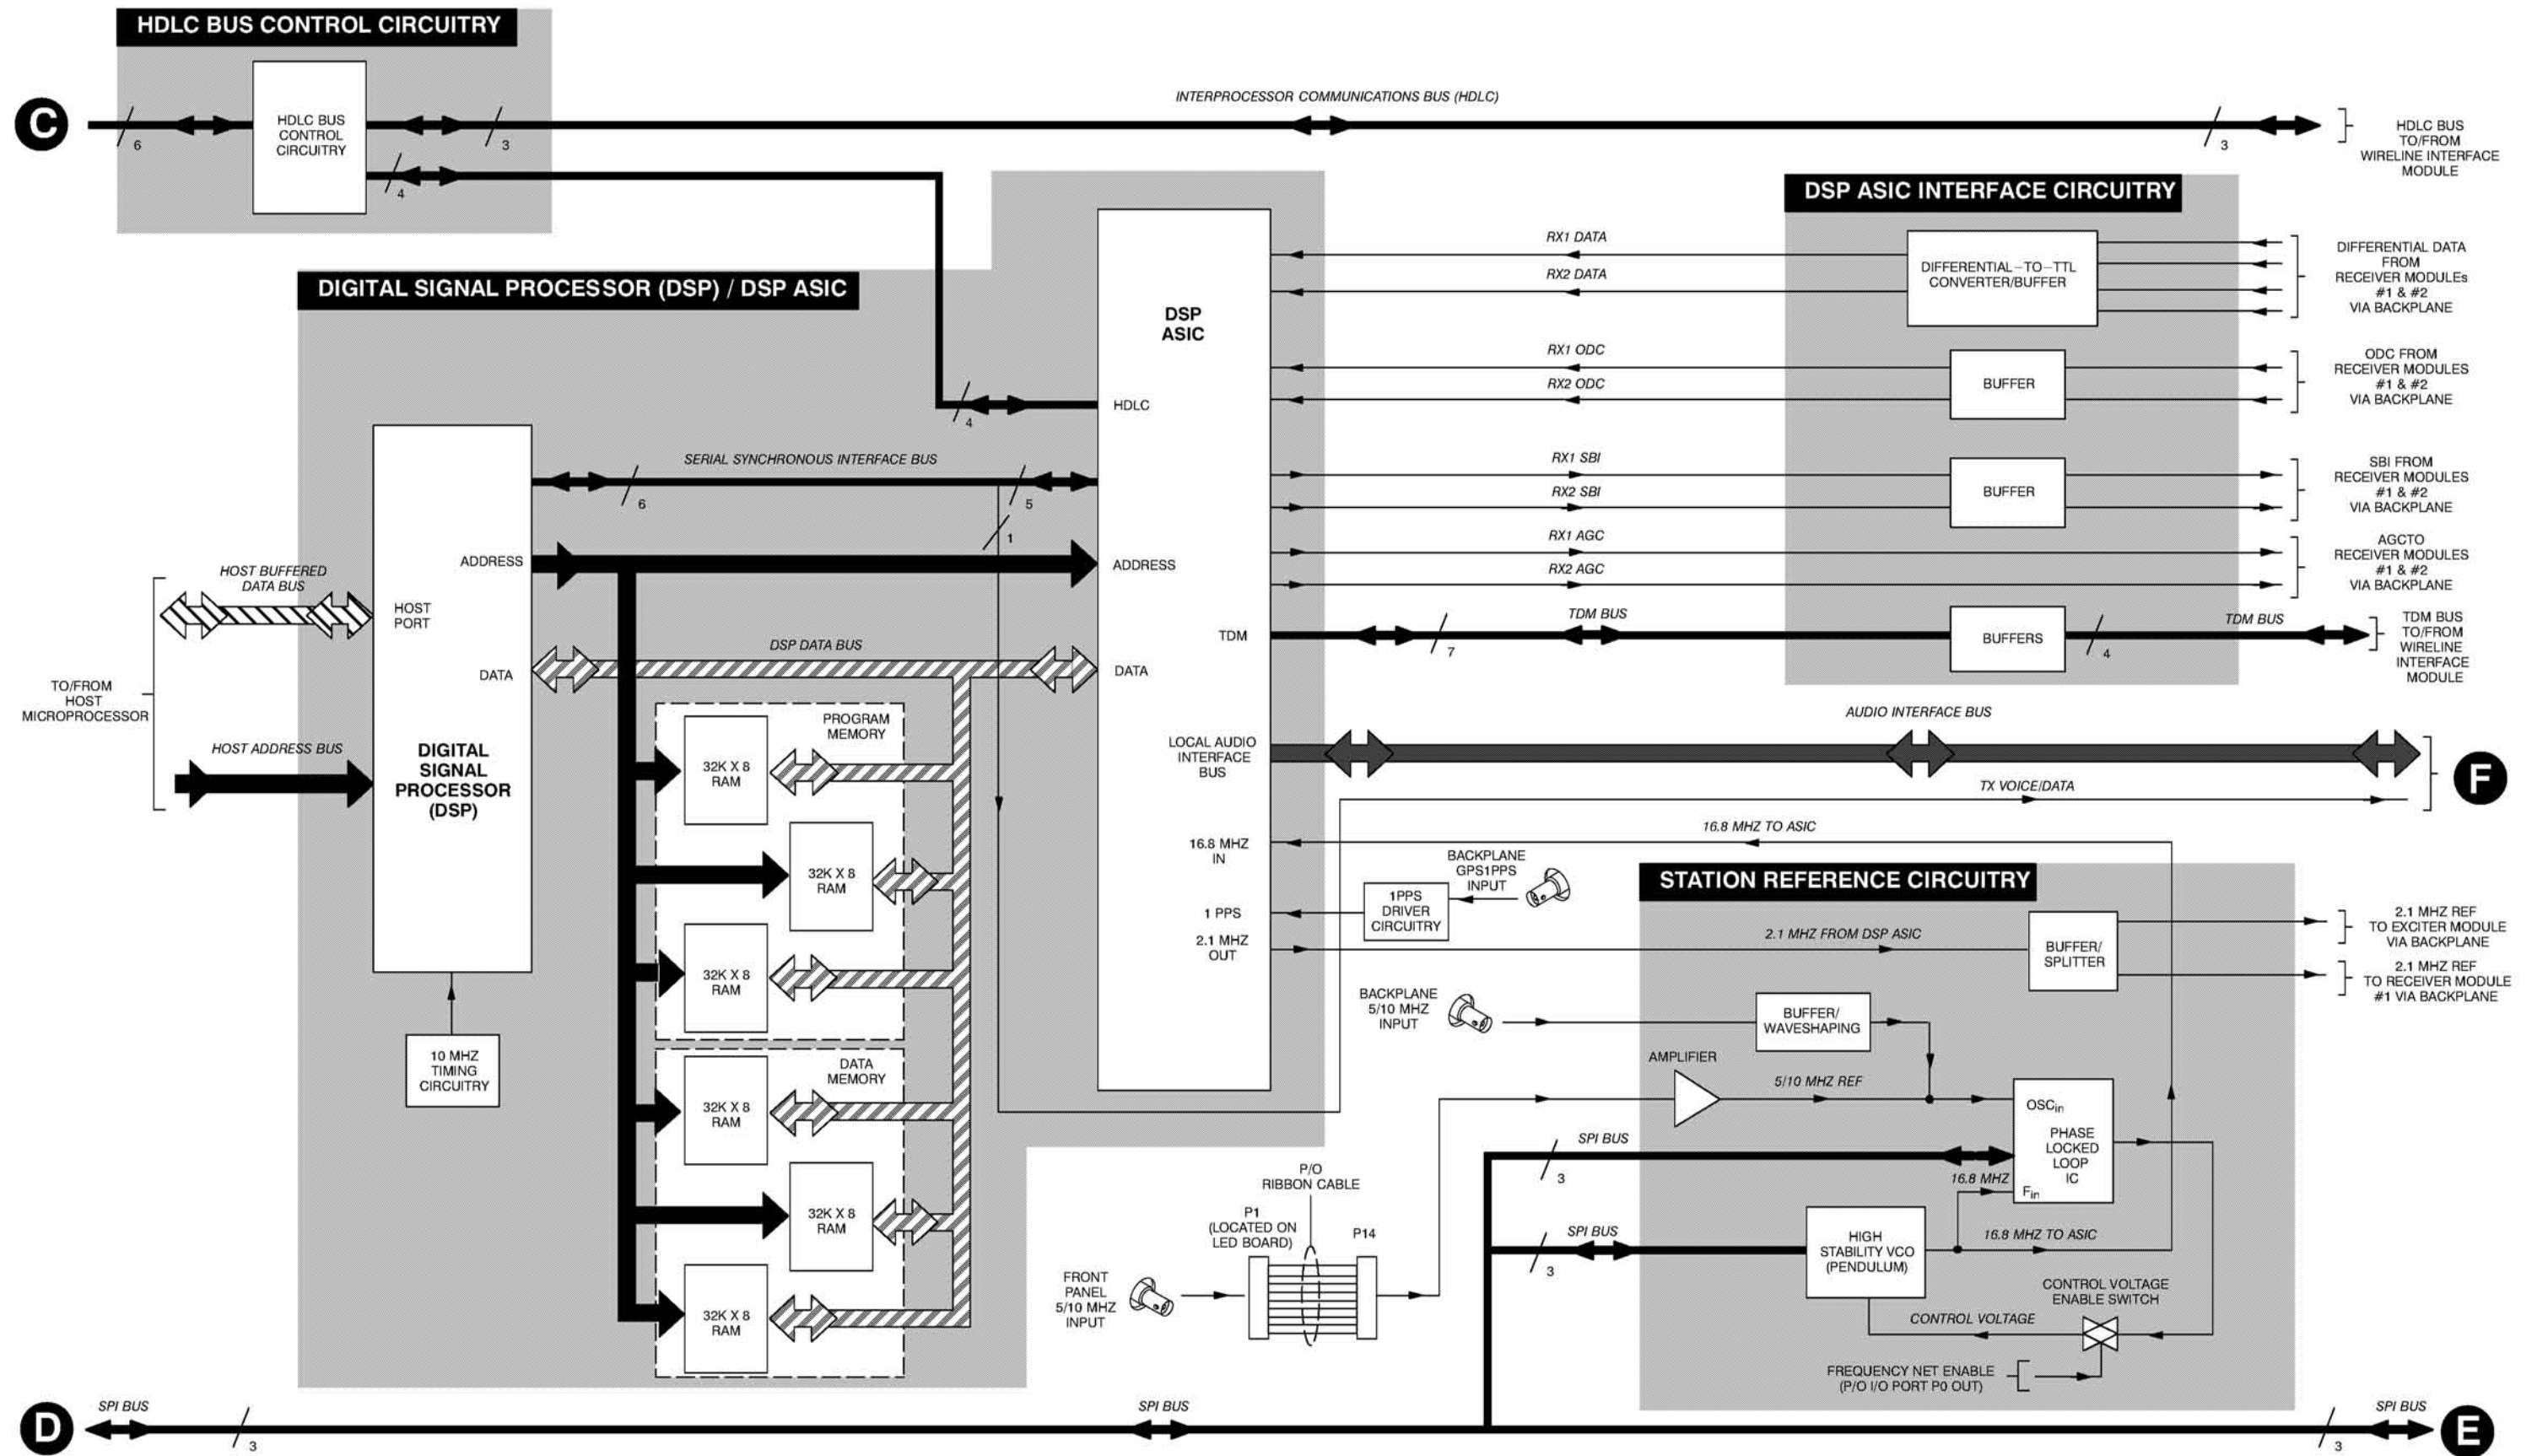 HDLC BUS CONTROL CIRCUITRY
C
6
HDLC BUS
CONTROL
CIRCUITRY
3
4
INTERPROCESSOR COMMUNICATIONS BUS (HDLC)
3
HDLC BUS
TO/FROM
WIRELINE INTERFACE
MODULE
DIGITAL SIGNAL PROCESSOR (DSP) / DSP ASIC
TO/FROM
HOST
MICROPROCESSOR
HOST BUFFERED
DATA BUS
HOST ADDRESS BUS
HOST
PORT
ADDRESS
DATA
DIGITAL
SIGNAL
PROCESSOR
(DSP)
10 MHZ
TIMING
CIRCUITRY
SERIAL SYNCHRONOUS INTERFACE BUS
6
5
1
4
DSP DATA BUS
PROGRAM
MEMORY
32K X 8
RAM
32K X 8
RAM
32K X 8
RAM
DATA
MEMORY
32K X 8
RAM
32K X 8
RAM
32K X 8
RAM
DSP
ASIC
HDLC
ADDRESS
TDM
DATA
LOCAL AUDIO
INTERFACE
BUS
16.8 MHZ
IN
1 PPS
2.1 MHZ
OUT
DSP ASIC INTERFACE CIRCUITRY
RX1 DATA
RX2 DATA
DIFFERENTIAL-TO-TTL
CONVERTER/BUFFER
DIFFERENTIAL DATA
FROM
RECEIVER MODULEs
#1 & #2
VIA BACKPLANE
RX1 ODC
RX2 ODC
BUFFER
ODC FROM
RECEIVER MODULES
#1 & #2
VIA BACKPLANE
RX1 SBI
RX2 SBI
BUFFER
SBI FROM
RECEIVER MODULES
#1 & #2
VIA BACKPLANE
RX1 AGC
RX2 AGC
AGCTO
RECEIVER MODULES
#1 & #2
VIA BACKPLANE
TDM BUS
7
BUFFERS
4
TDM BUS
TDM BUS
TO/FROM
WIRELINE
INTERFACE
MODULE
AUDIO INTERFACE BUS
TX VOICE/DATA
F
16.8 MHZ TO ASIC
BACKPLANE
GPS1PPS
INPUT
1PPS
DRIVER
CIRCUITRY
STATION REFERENCE CIRCUITRY
2.1 MHZ FROM DSP ASIC
BUFFER/
SPLITTER
2.1 MHZ REF
TO EXCITER MODULE
VIA BACKPLANE
2.1 MHZ REF
TO RECEIVER MODULE
#1 VIA BACKPLANE
BACKPLANE
5/10 MHZ
INPUT
BUFFER/
WAVESHAPING
AMPLIFIER
5/10 MHZ REF
OSCin
PHASE
LOCKED
LOOP
IC
Fin
SPI BUS
3
16.8 MHZ
SPI BUS
3
HIGH
STABILITY VCO
(PENDULUM)
16.8 MHZ TO ASIC
CONTROL VOLTAGE
ENABLE SWITCH
CONTROL VOLTAGE
FREQUENCY NET ENABLE
(P/O I/O PORT P0 OUT)
P/O
RIBBON CABLE
P1
(LOCATED ON
LED BOARD)
P14
FRONT
PANEL
5/10 MHZ
INPUT
D
SPI BUS
3
SPI BUS
3
SPI BUS
E